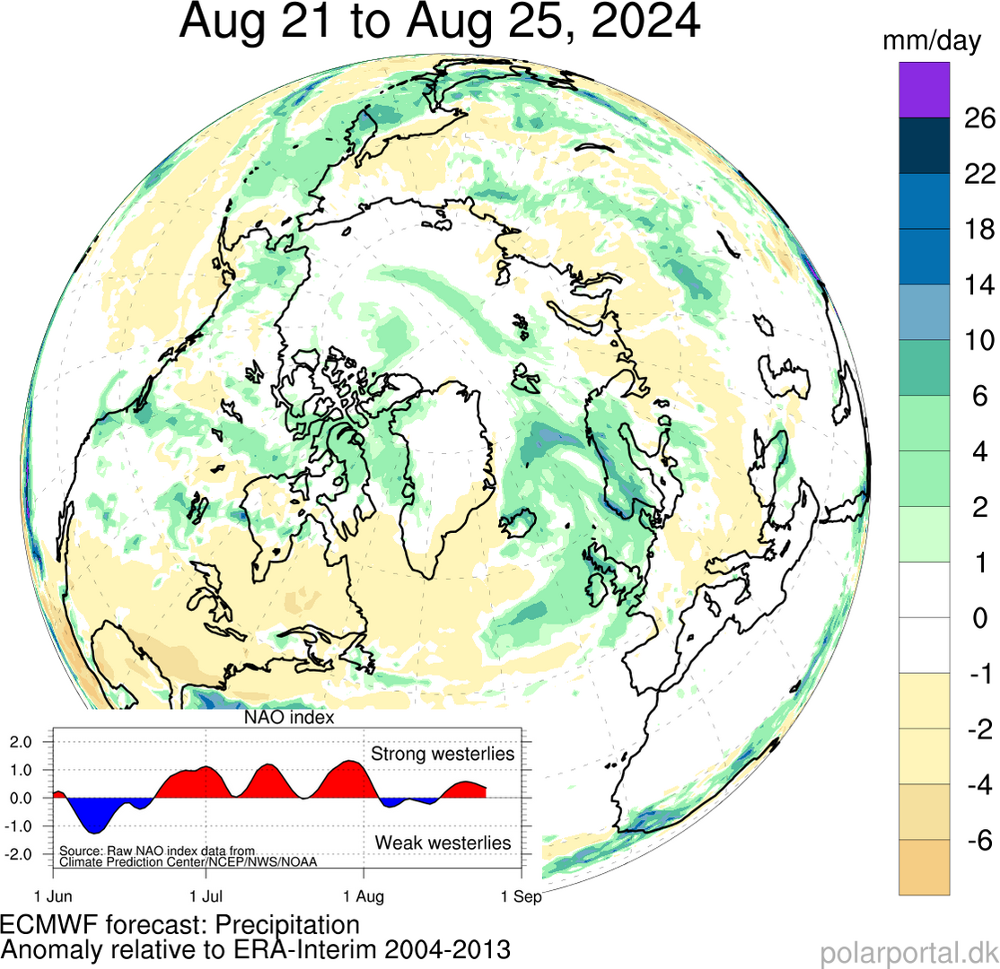 Aug 21 to Aug 25, 2024
mm/day
26
22
18
14
10
6
4
2
1
0
-1
-2
-4
-6
NAO index
2.0
1.0
0.0
-1.0
-2.0
Strong westerlies
Weak westerlies
Source: Raw NAO index data from
Climate Prediction Center/NCEP/NWS/NOAA
1 Jun
1 Jul
1 Aug
1 Sep
ECMWF forecast: Precipitation
Anomaly relative to ERA-Interim 2004-2013
polarportal.dk